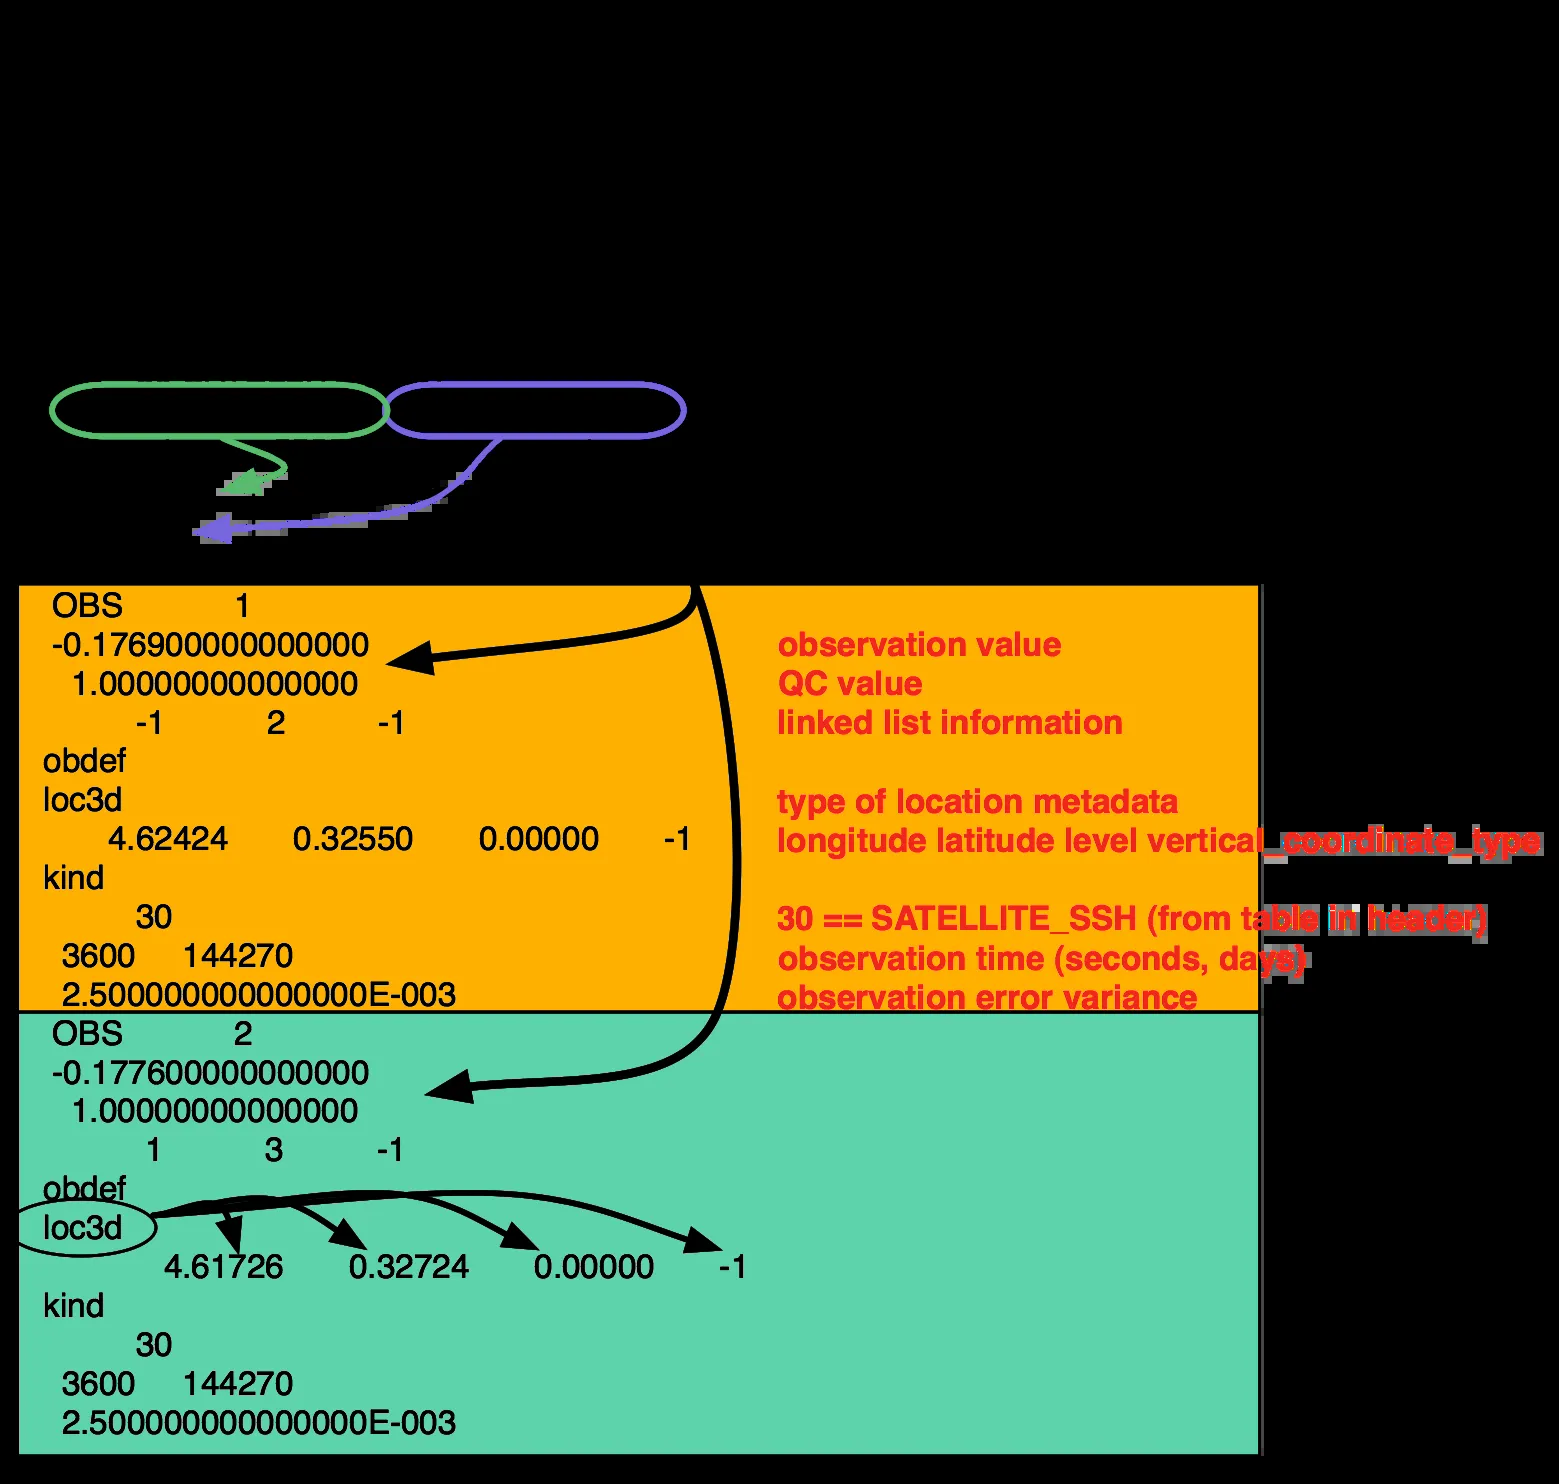 OBS 1
-0.176900000000000 observation value
1.00000000000000 QC value
-1 2 -1 linked list information
obdef
loc3d type of location metadata
4.62424 0.32550 0.00000 -1 longitude latitude level vertical_coordinate_type
kind
30 30 == SATELLITE_SSH (from table in header)
3600 144270 observation time (seconds, days)
2.500000000000000E-003 observation error variance
OBS 2
-0.177600000000000
1.00000000000000
1 3 -1
obdef
loc3d
4.61726 0.32724 0.00000 -1
kind
30
3600 144270
2.500000000000000E-003